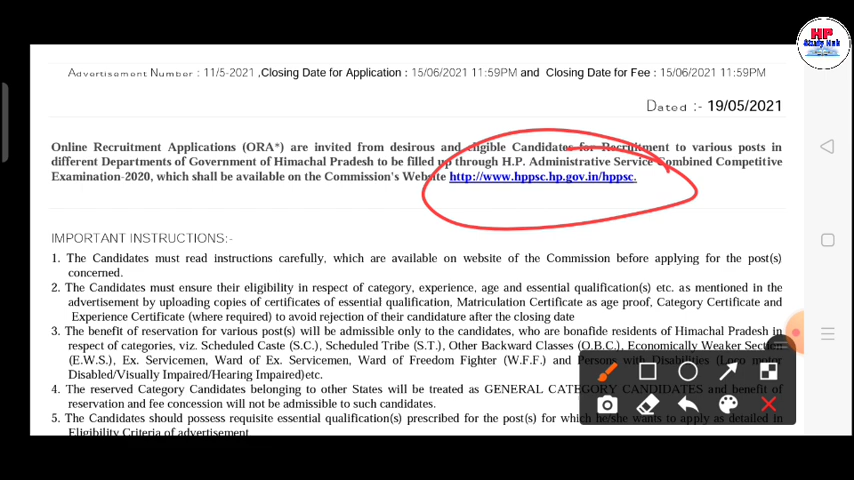 HP
Study Hub
Advertisement Number : 11/5-2021 ,Closing Date for Application : 15/06/2021 11:59PM and Closing Date for Fee : 15/06/2021 11:59PM
Dated :- 19/05/2021
Online Recruitment Applications (ORA*) are invited from desirous and eligible Candidates for Recruitment to various posts in
different Departments of Government of Himachal Pradesh to be filled up through H.P. Administrative Service Combined Competitive
Examination-2020, which shall be available on the Commission's Website http://www.hppsc.hp.gov.in/hppsc.
IMPORTANT INSTRUCTIONS:-
1. The Candidates must read instructions carefully, which are available on website of the Commission before applying for the post(s)
concerned.
2. The Candidates must ensure their eligibility in respect of category, experience, age and essential qualification(s) etc. as mentioned in the
advertisement by uploading copies of certificates of essential qualification, Matriculation Certificate as age proof, Category Certificate and
Experience Certificate (where required) to avoid rejection of their candidature after the closing date
3. The benefit of reservation for various post(s) will be admissible only to the candidates, who are bonafide residents of Himachal Pradesh in
respect of categories, viz. Scheduled Caste (S.C.), Scheduled Tribe (S.T.), Other Backward Classes (O.B.C.), Economically Weaker Section
(E.W.S), Ex. Servicemen, Ward of Ex. Servicemen, Ward of Freedom Fighter (W.F.F.) and Persons with Disabilities (Loco motor
Disabled/Visually Impaired/Hearing Impaired)etc.
4. The reserved Category Candidates belonging to other States will be treated as GENERAL CATEGORY CANDIDATES and benefit of
reservation and fee concession will not be admissible to such candidates.
5. The Candidates should possess requisite essential qualification(s) prescribed for the post(s) for which he/she wants to apply as detailed in
Eligibility Criteria of advertisement